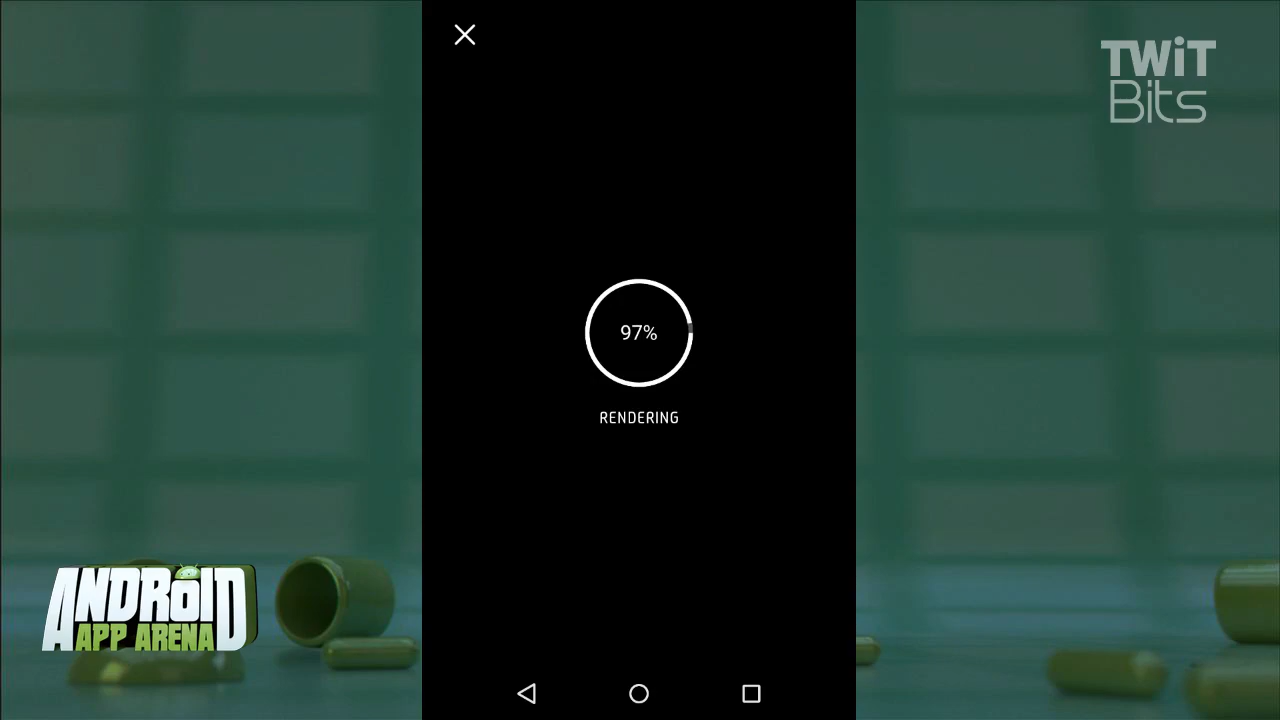 TWiT
Bits
97%
RENDERING
ANDROID
APP ARENA